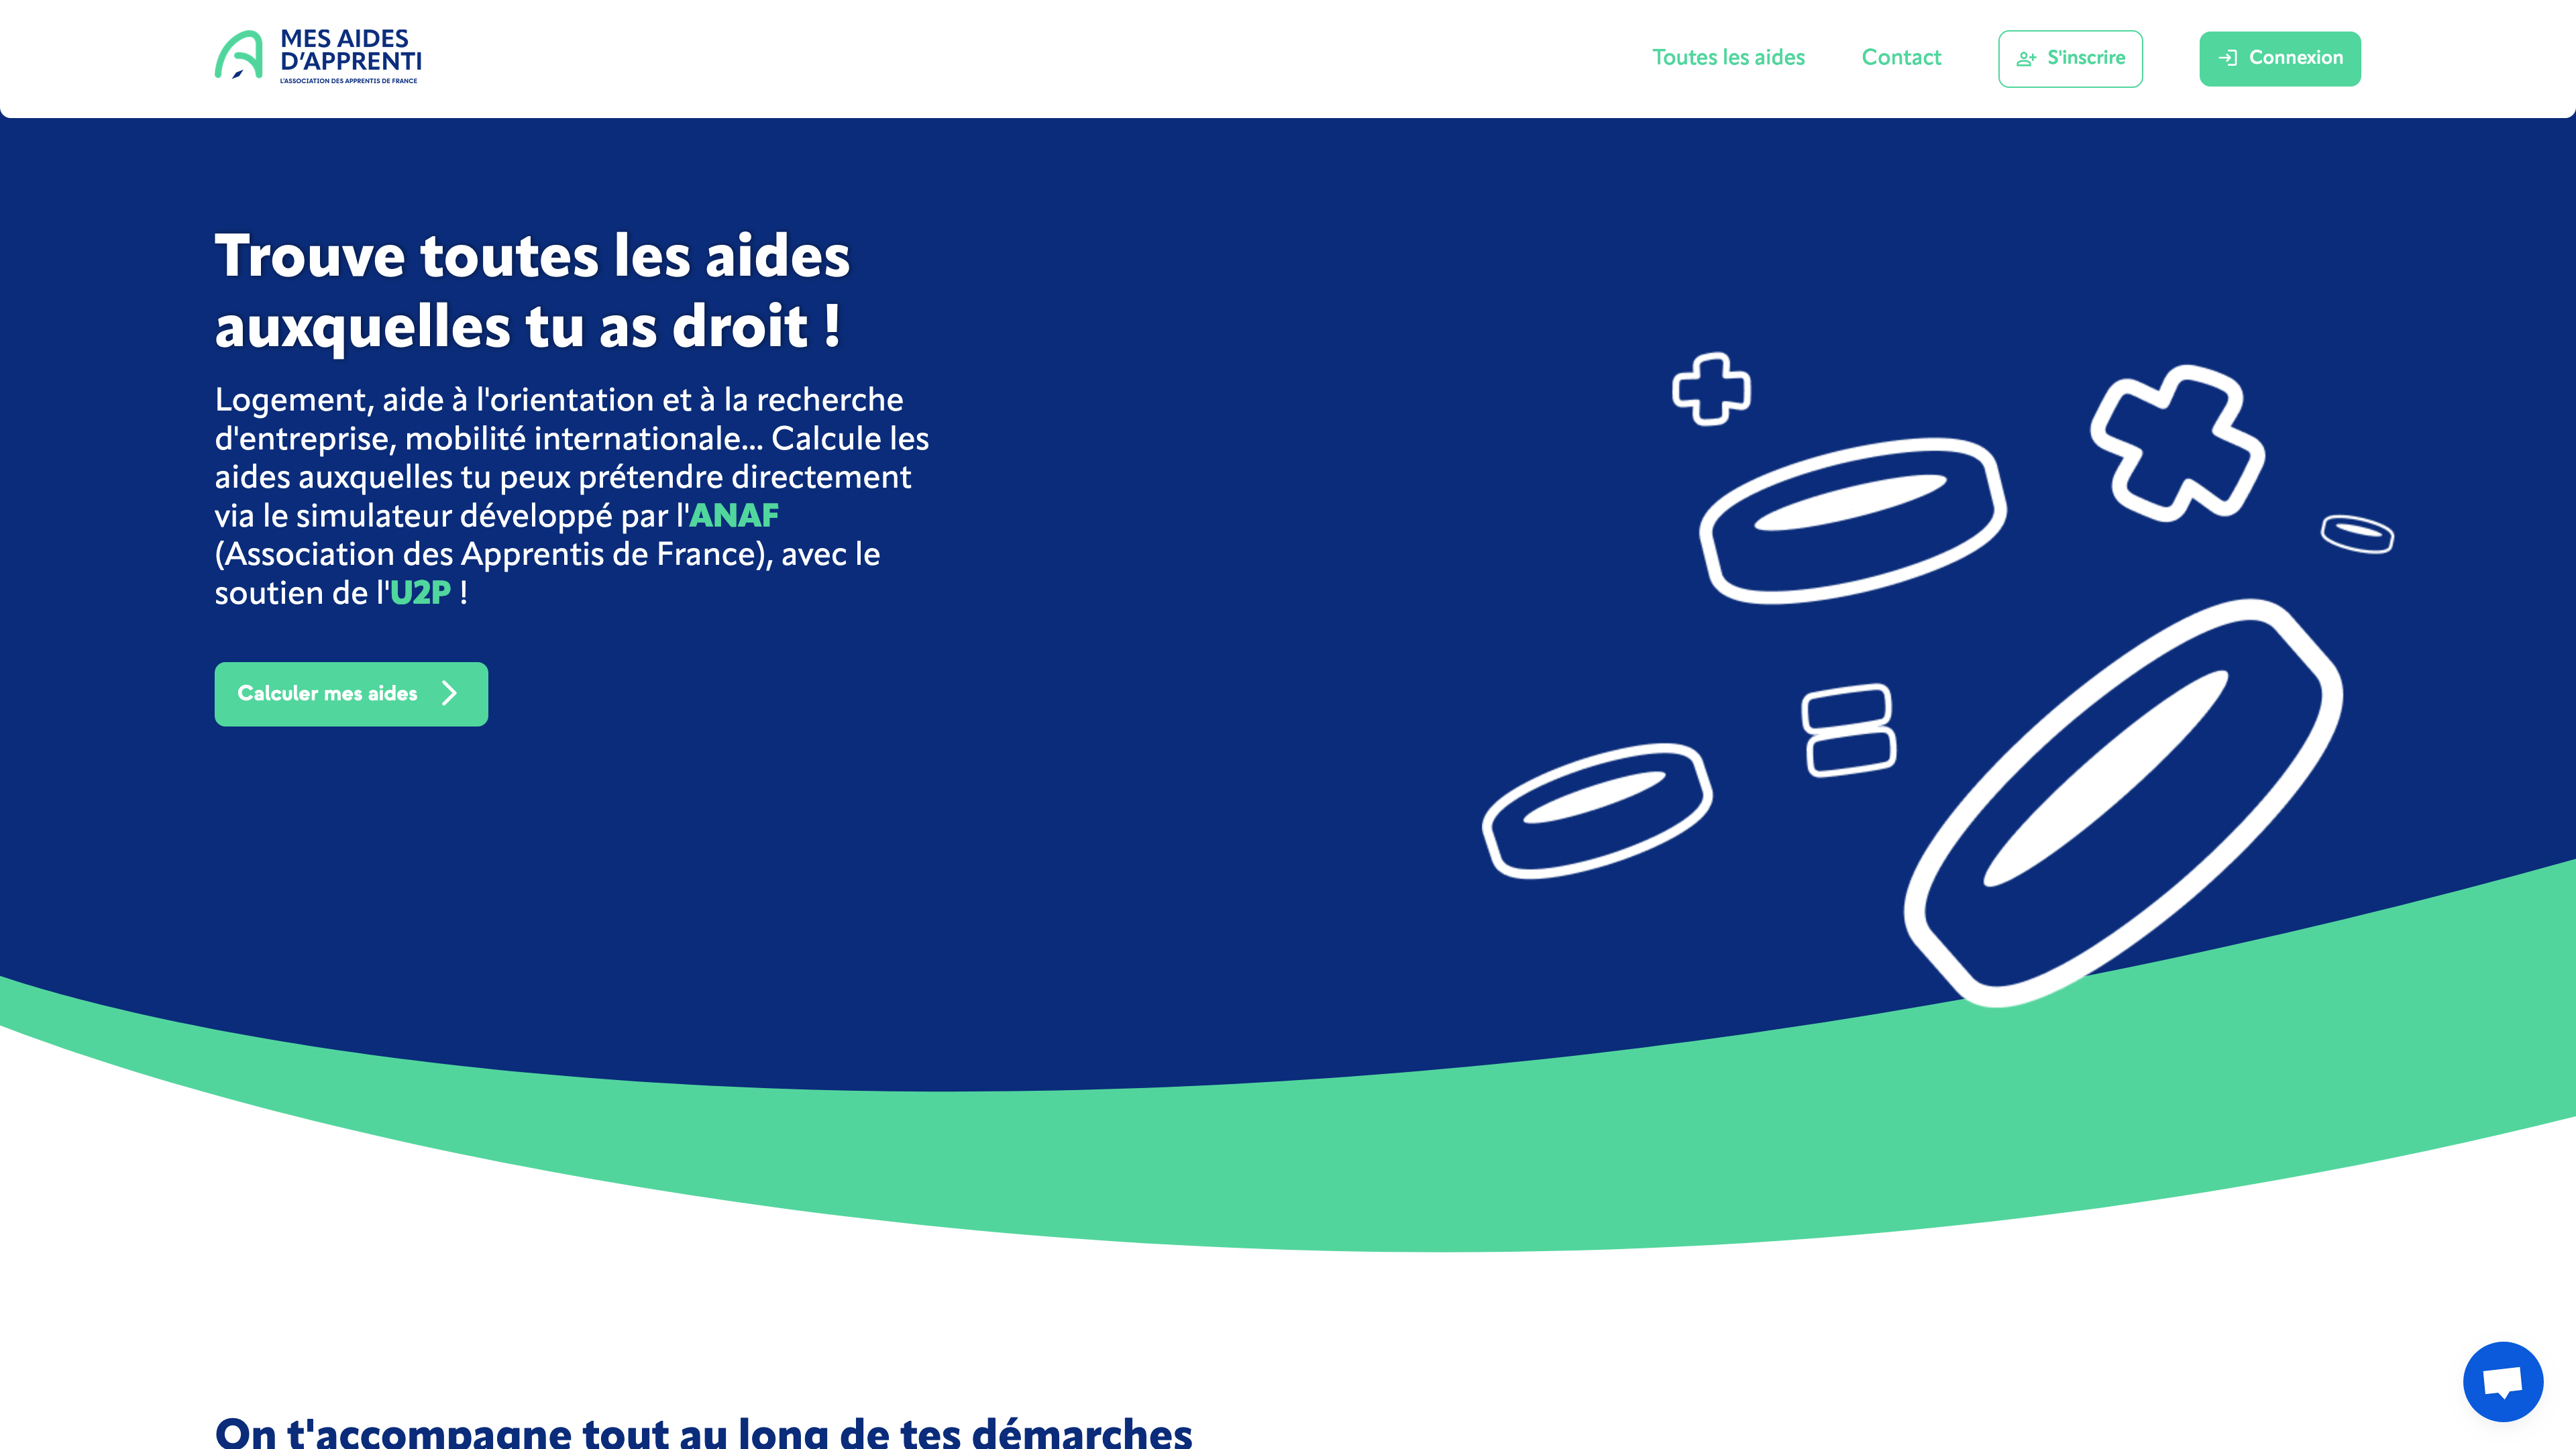 MES AIDES
D'APPRENTI
L'ASSOCIATION DES APPRENTIS DE FRANCE
Toutes les aides
Contact
S'inscrire
Connexion
Trouve toutes les aides
auxquelles tu as droit !
Logement, aide à l'orientation et à la recherche
d'entreprise, mobilité internationale... Calcule les
aides auxquelles tu peux prétendre directement
via le simulateur développé par l'ANAF
(Association des Apprentis de France), avec le
soutien de l'U2P !
Calculer mes aides
On t'accompagne tout au long de tes démarches